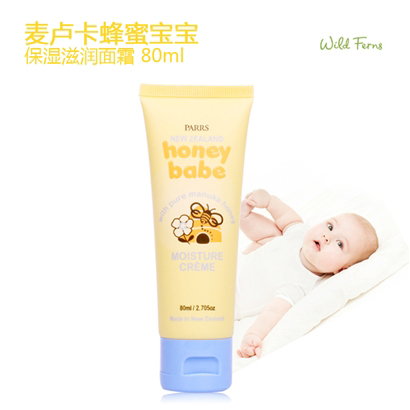 麦卢卡蜂蜜宝宝
保湿滋润面霜 80ml
Wild Ferns
PARRS
NEW ZEALAND
honey
babe
with pure manuka honey
MOISTURE
CRÈME
80ml / 2.705oz
Made in New Zealand